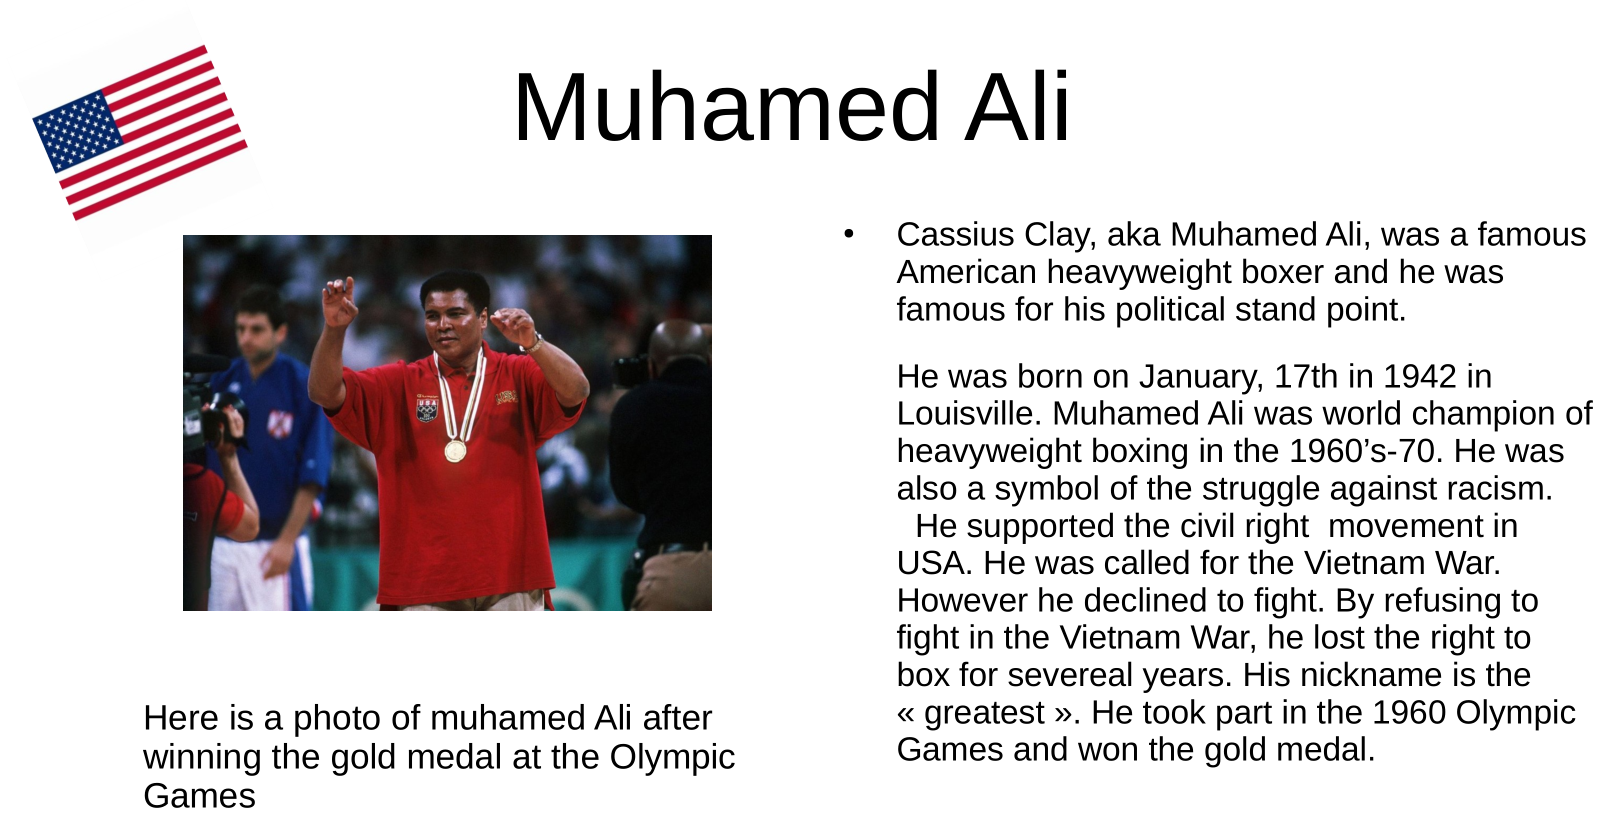 Muhamed Ali
Cassius Clay, aka Muhamed Ali, was a famous
American heavyweight boxer and he was
famous for his political stand point.
He was born on January, 17th in 1942 in
Louisville. Muhamed Ali was world champion of
heavyweight boxing in the 1960’s-70. He was
also a symbol of the struggle against racism.
He supported the civil right  movement in
USA. He was called for the Vietnam War.
However he declined to fight. By refusing to
fight in the Vietnam War, he lost the right to
box for severeal years. His nickname is the
« greatest ». He took part in the 1960 Olympic
Games and won the gold medal.
USA
Here is a photo of muhamed Ali after
winning the gold medal at the Olympic
Games